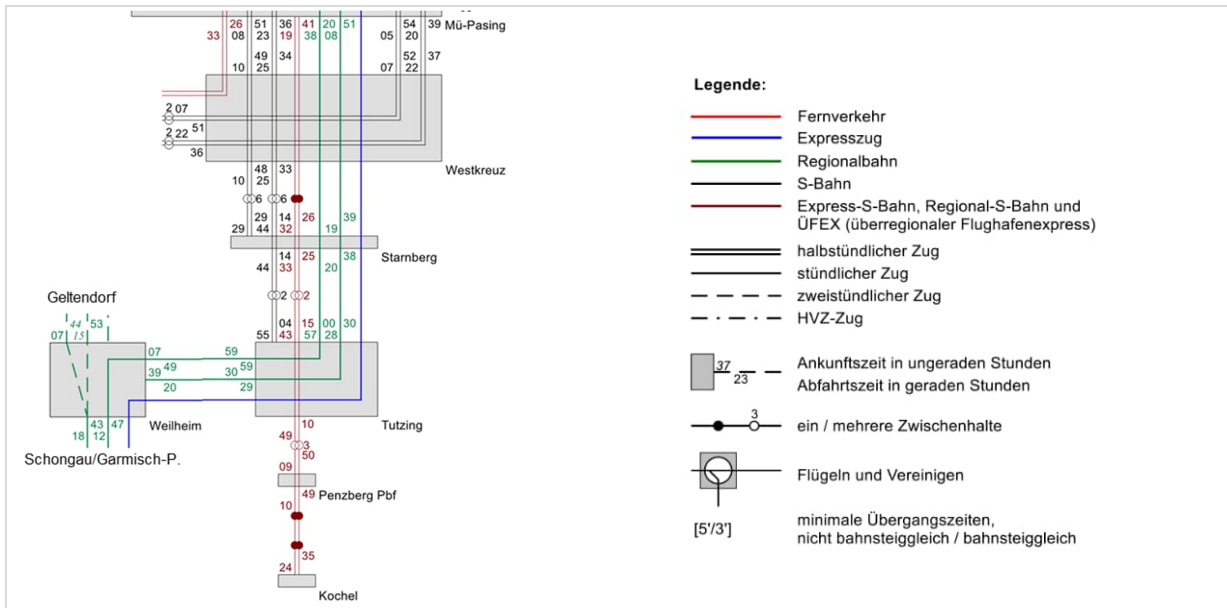 26 51 36 41 20 51 54 39
Mü-Pasing
33 08 23 19 38 08 05 20
49 34 52 37
10 25 07 22
2 07
2 22 51
36
Westkreuz
48 33
10 25
6 6
29 14 26 39
29 44 32 19
Starnberg
14 25 38
44 33 20
2 2
Geltendorf
44 53
07 15
04 15 00 30
55 43 57 28
07 59
49 59
39 30
20 29
43 47
Weilheim
Tutzing
18 12
10
Schongau/Garmisch-P.
49
3
50
09
49
Penzberg Pbf
10
35
24
Kochel
Legende:
Fernverkehr
Expresszug
Regionalbahn
S-Bahn
Express-S-Bahn, Regional-S-Bahn und
ÜFEX (überregionaler Flughafenexpress)
halbstündlicher Zug
stündlicher Zug
zweistündlicher Zug
HVZ-Zug
37 Ankunftszeit in ungeraden Stunden
23 Abfahrtszeit in geraden Stunden
3
ein / mehrere Zwischenhalte
Flügeln und Vereinigen
[5'/3'] minimale Übergangszeiten,
nicht bahnsteiggleich / bahnsteiggleich